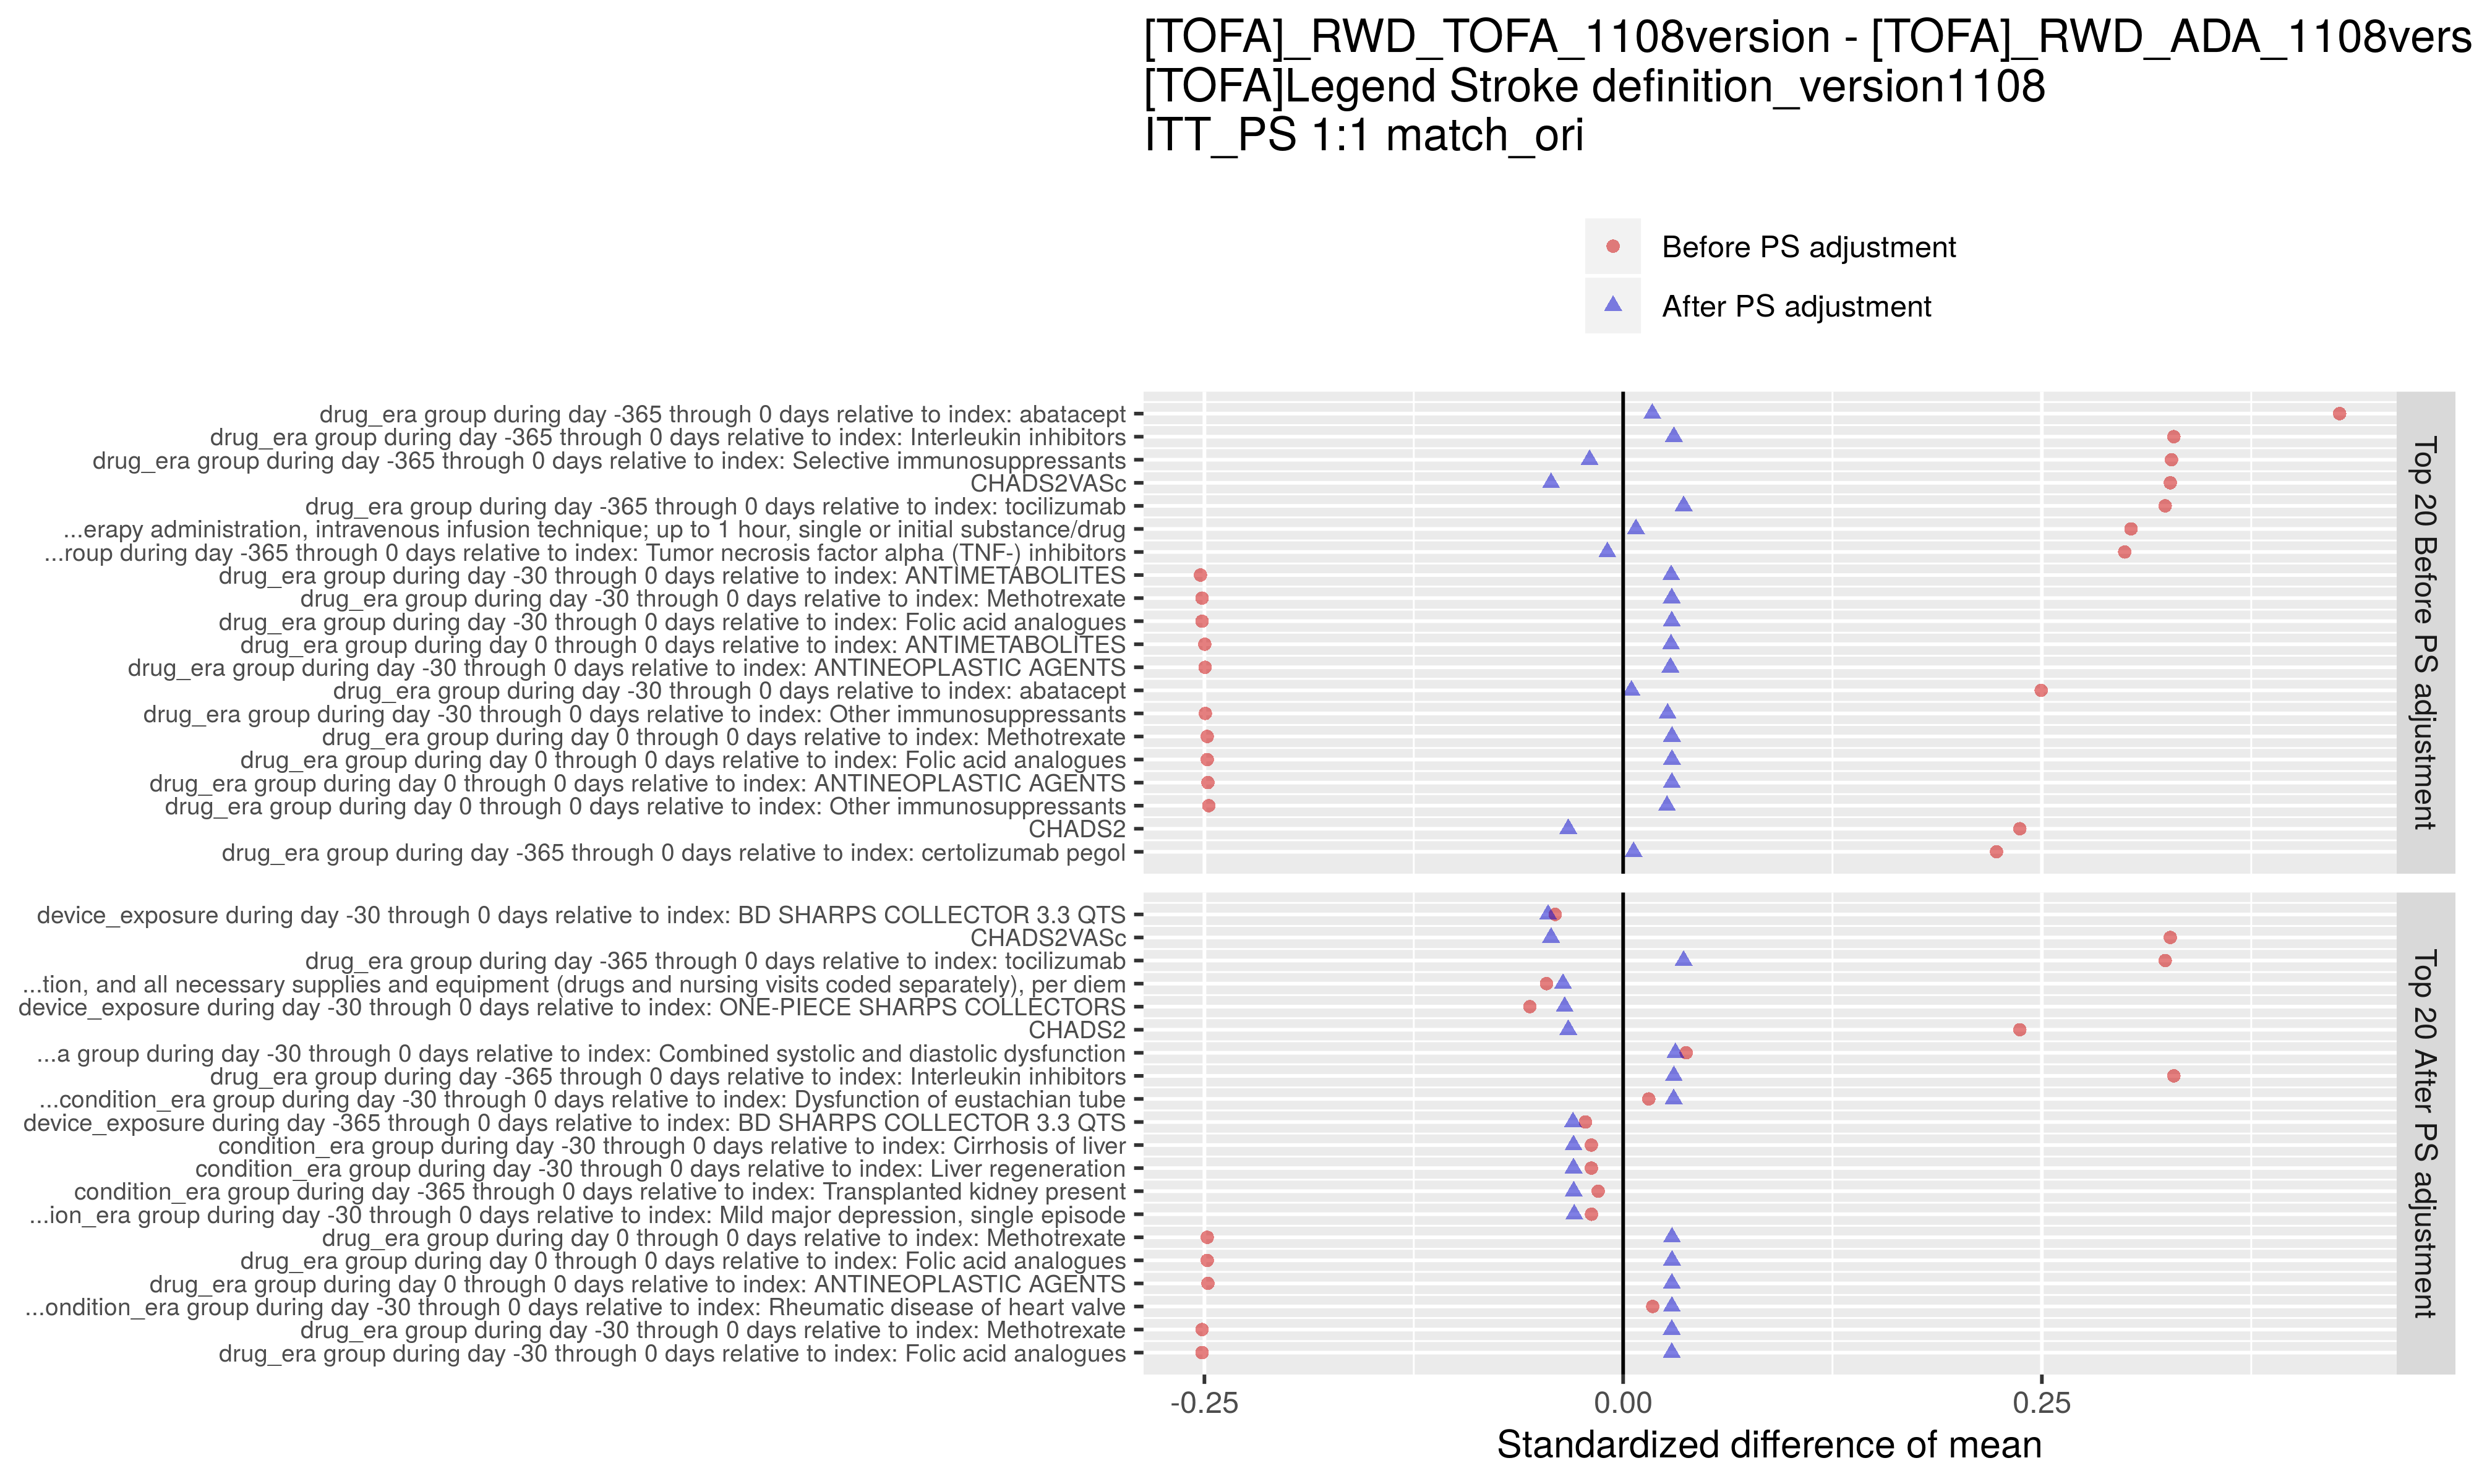 [TOFA]_RWD_TOFA_1108version - [TOFA]_RWD_ADA_1108vers
[TOFA]Legend Stroke definition_version1108
ITT_PS 1:1 match_ori
Before PS adjustment
After PS adjustment
drug_era group during day -365 through 0 days relative to index: abatacept
drug_era group during day -365 through 0 days relative to index: Interleukin inhibitors
drug_era group during day -365 through 0 days relative to index: Selective immunosuppressants
CHADS2VASc
drug_era group during day -365 through 0 days relative to index: tocilizumab
...erapy administration, intravenous infusion technique; up to 1 hour, single or initial substance/drug
...roup during day -365 through 0 days relative to index: Tumor necrosis factor alpha (TNF-) inhibitors
drug_era group during day -30 through 0 days relative to index: ANTIMETABOLITES
drug_era group during day -30 through 0 days relative to index: Methotrexate
drug_era group during day -30 through 0 days relative to index: Folic acid analogues
drug_era group during day 0 through 0 days relative to index: ANTIMETABOLITES
drug_era group during day -30 through 0 days relative to index: ANTINEOPLASTIC AGENTS
drug_era group during day -30 through 0 days relative to index: abatacept
drug_era group during day -30 through 0 days relative to index: Other immunosuppressants
drug_era group during day 0 through 0 days relative to index: Methotrexate
drug_era group during day 0 through 0 days relative to index: Folic acid analogues
drug_era group during day 0 through 0 days relative to index: ANTINEOPLASTIC AGENTS
drug_era group during day 0 through 0 days relative to index: Other immunosuppressants
CHADS2
drug_era group during day -365 through 0 days relative to index: certolizumab pegol
Top 20 Before PS adjustment
device_exposure during day -30 through 0 days relative to index: BD SHARPS COLLECTOR 3.3 QTS
CHADS2VASc
drug_era group during day -365 through 0 days relative to index: tocilizumab
...tion, and all necessary supplies and equipment (drugs and nursing visits coded separately), per diem
device_exposure during day -30 through 0 days relative to index: ONE-PIECE SHARPS COLLECTORS
CHADS2
...a group during day -30 through 0 days relative to index: Combined systolic and diastolic dysfunction
drug_era group during day -365 through 0 days relative to index: Interleukin inhibitors
...condition_era group during day -30 through 0 days relative to index: Dysfunction of eustachian tube
device_exposure during day -365 through 0 days relative to index: BD SHARPS COLLECTOR 3.3 QTS
condition_era group during day -30 through 0 days relative to index: Cirrhosis of liver
condition_era group during day -30 through 0 days relative to index: Liver regeneration
condition_era group during day -365 through 0 days relative to index: Transplanted kidney present
...ion_era group during day -30 through 0 days relative to index: Mild major depression, single episode
drug_era group during day 0 through 0 days relative to index: Methotrexate
drug_era group during day 0 through 0 days relative to index: Folic acid analogues
drug_era group during day 0 through 0 days relative to index: ANTINEOPLASTIC AGENTS
...ondition_era group during day -30 through 0 days relative to index: Rheumatic disease of heart valve
drug_era group during day -30 through 0 days relative to index: Methotrexate
drug_era group during day -30 through 0 days relative to index: Folic acid analogues
Top 20 After PS adjustment
-0.25 0.00 0.25
Standardized difference of mean